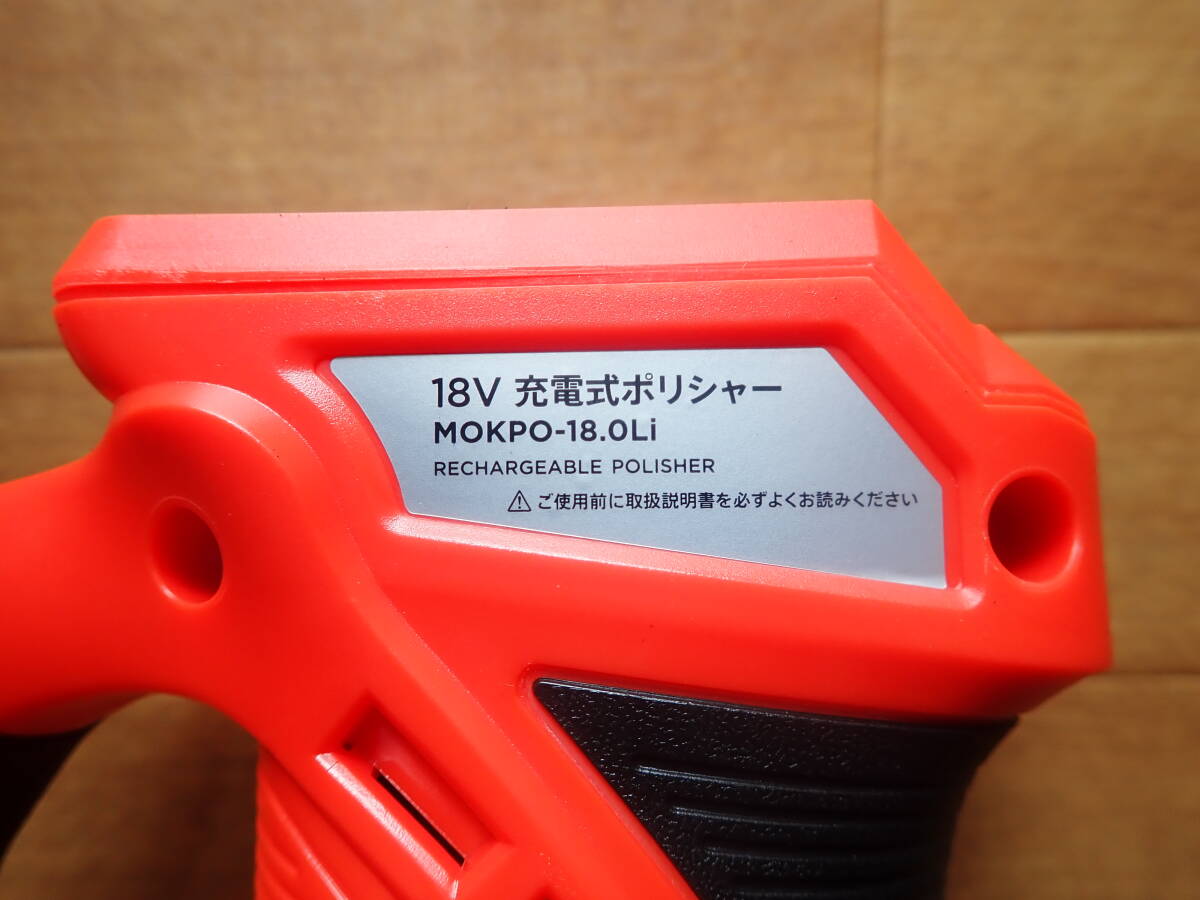 18V 充電式ポリシャー
MOKPO-18.0Li
RECHARGEABLE POLISHER
⚠ ご使用前に取扱説明書を必ずよくお読みください